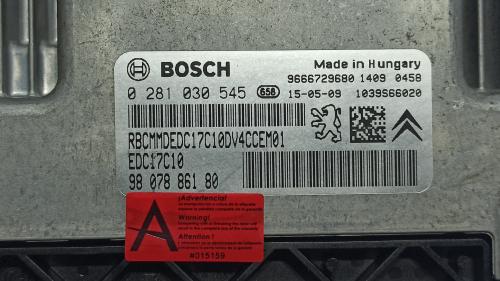 BOSCH
Made in Hungary
0 281 030 545 658
9666729680 1409 0458
15-05-09 1039S66020
RBCMMDEDC17C10DV4CCEM01
EDC17C10
98 078 861 80
A
¡Advertencia!
Warning!
Attention !
#015159